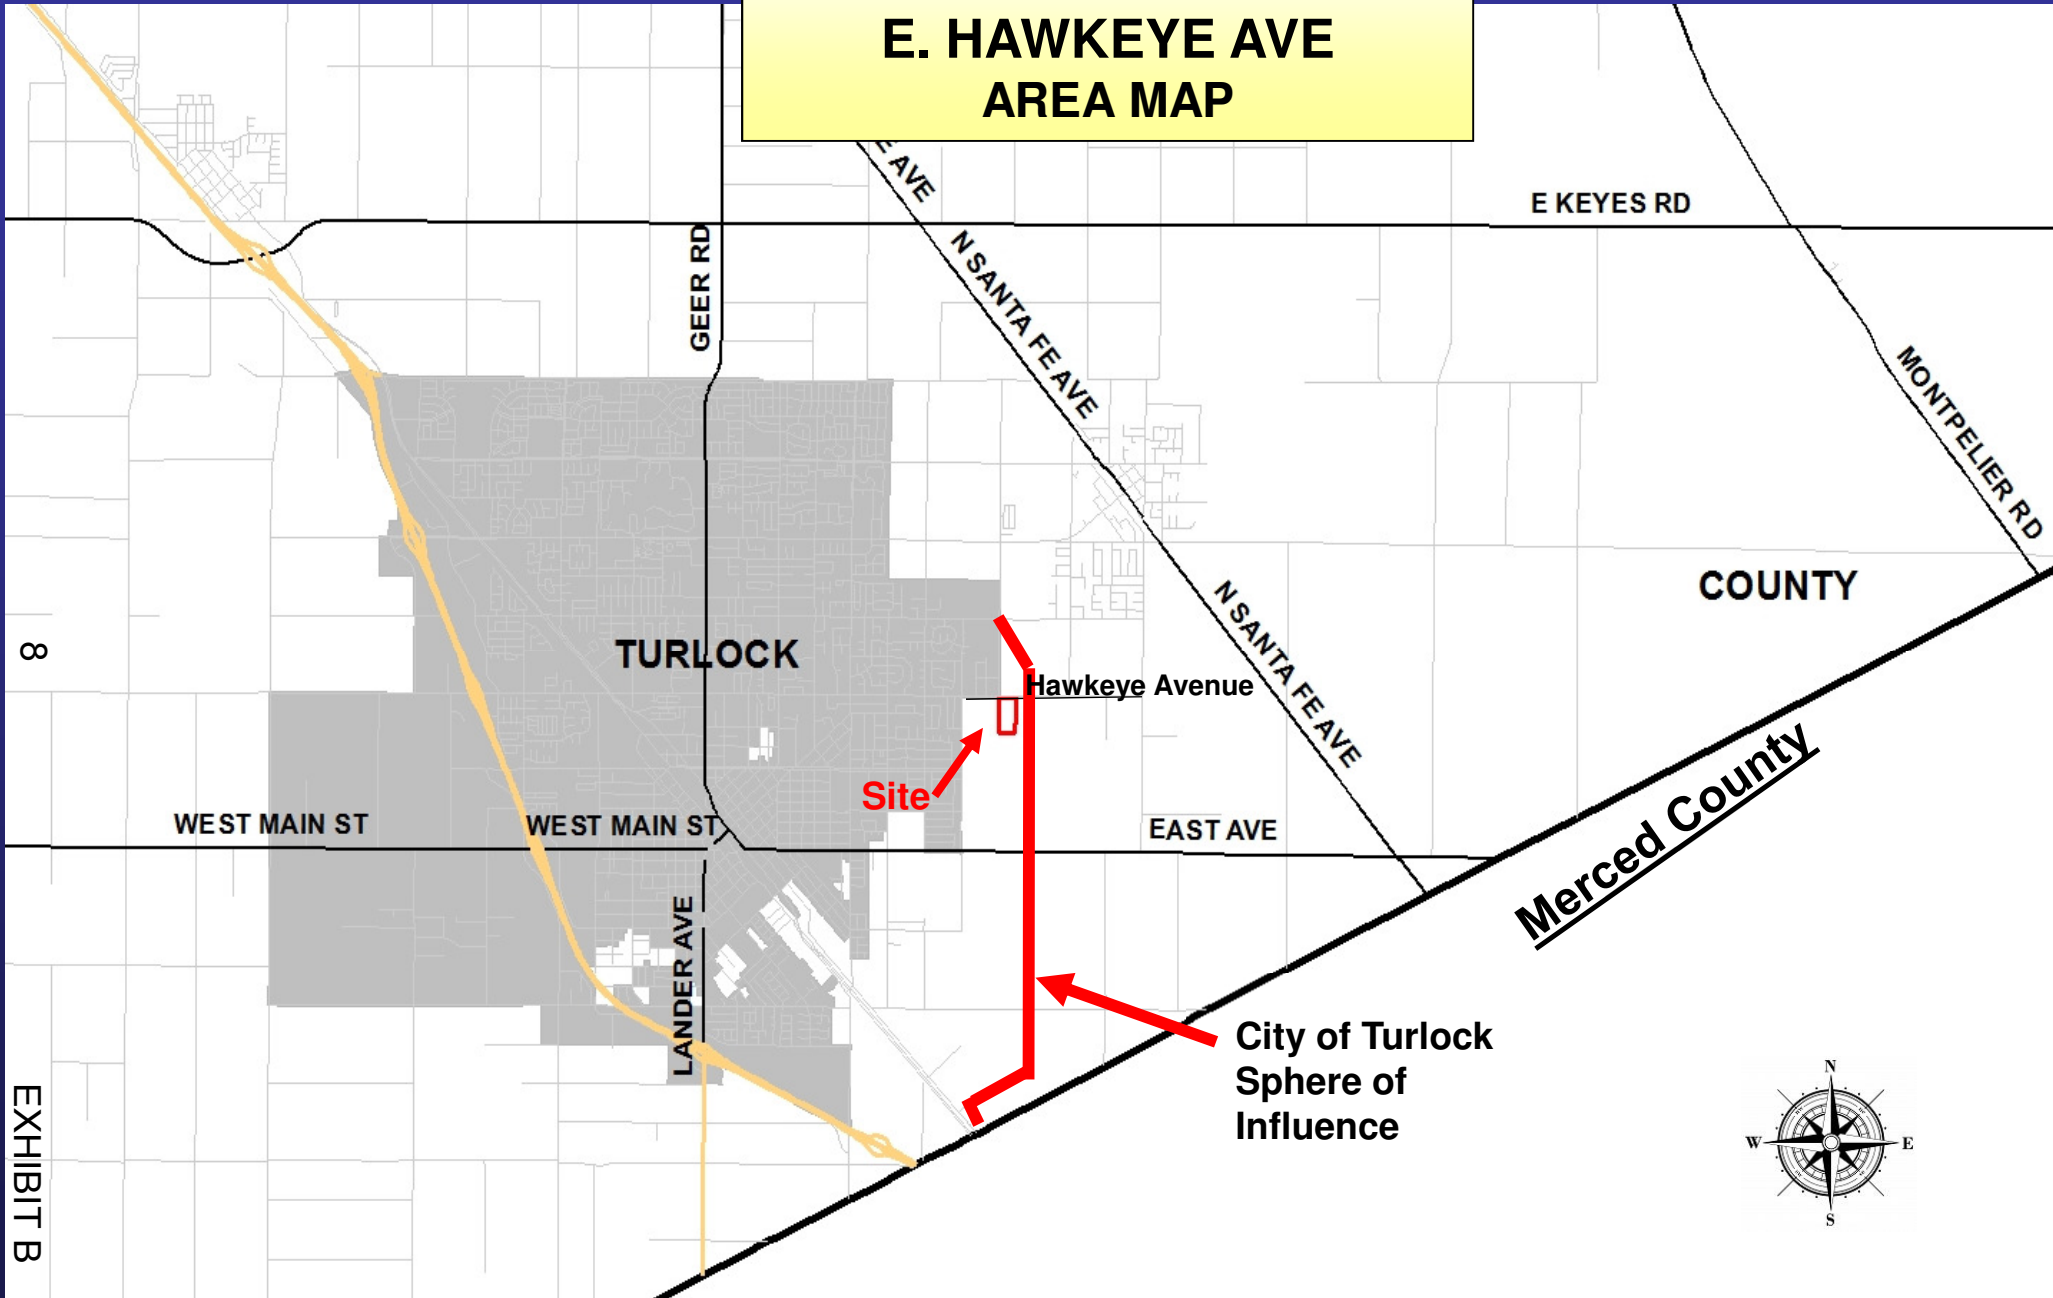 E. HAWKEYE AVE
AREA MAP
E AVE
E KEYES RD
GEER RD
N SANTA FE AVE
MONTPELIER RD
COUNTY
N SANTA FE AVE
TURLOCK
8
Hawkeye Avenue
Site
WEST MAIN ST
WEST MAIN ST
EAST AVE
Merced County
LANDER AVE
City of Turlock
Sphere of
Influence
EXHIBIT B
N
W
E
S